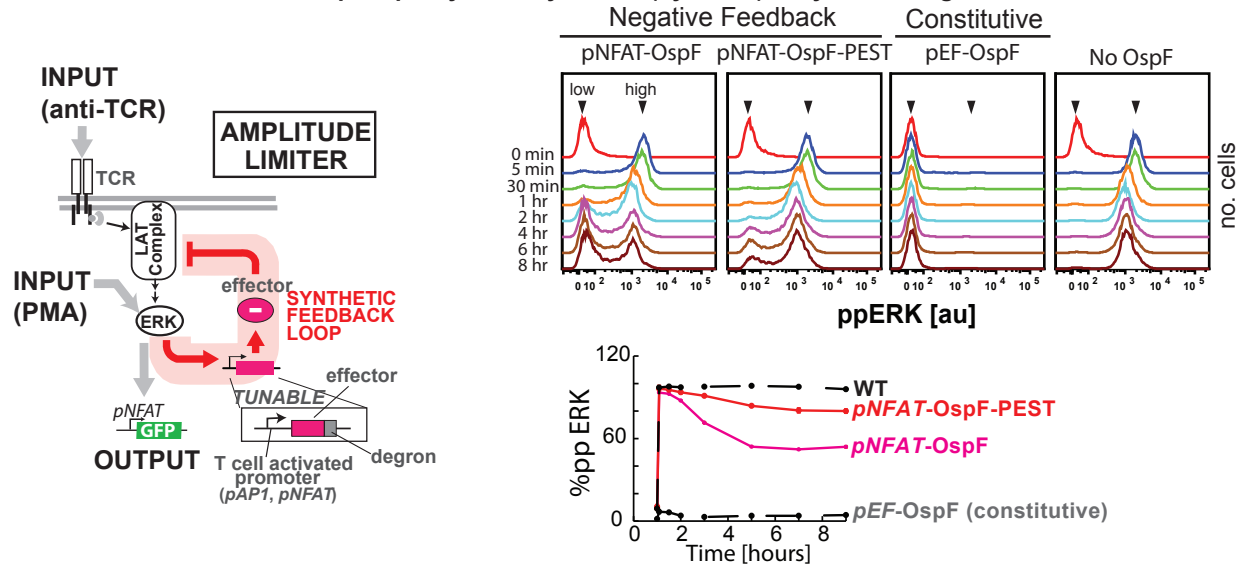 INPUT
(anti-TCR)
AMPLITUDE
LIMITER
TCR
LAT
Complex
INPUT
(PMA)
ERK
effector
SYNTHETIC
FEEDBACK
LOOP
TUNABLE
effector
pNFAT
GFP
OUTPUT
T cell activated
promoter
(pAP1, pNFAT)
degron
Negative Feedback Constitutive
pNFAT-OspF pNFAT-OspF-PEST pEF-OspF No OspF
low high
0 min
5 min
30 min
1 hr
2 hr
4 hr
6 hr
8 hr
no. cells
0 10 2 10 3 10 4 10 5 0 10 2 10 3 10 4 10 5 0 10 2 10 3 10 4 10 5 0 10 2 10 3 10 4 10 5
ppERK [au]
120
60
0
%pp ERK
WT
pNFAT-OspF-PEST
pNFAT-OspF
pEF-OspF (constitutive)
0 2 4 6 8
Time [hours]